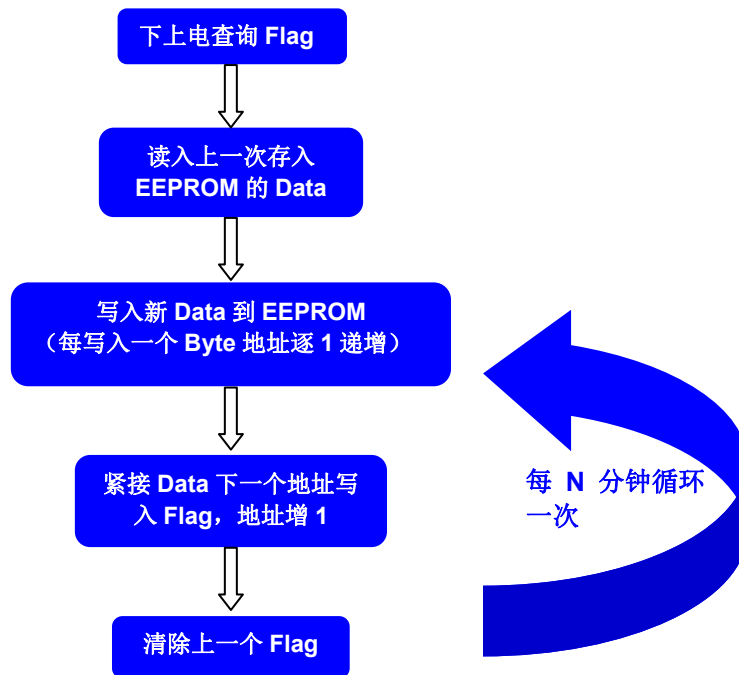 下上电查询 Flag
读入上一次存入
EEPROM 的 Data
写入新 Data 到 EEPROM
（每写入一个 Byte 地址逐 1 递增）
紧接 Data 下一个地址写
入 Flag，地址增 1
清除上一个 Flag
每 N 分钟循环
一次